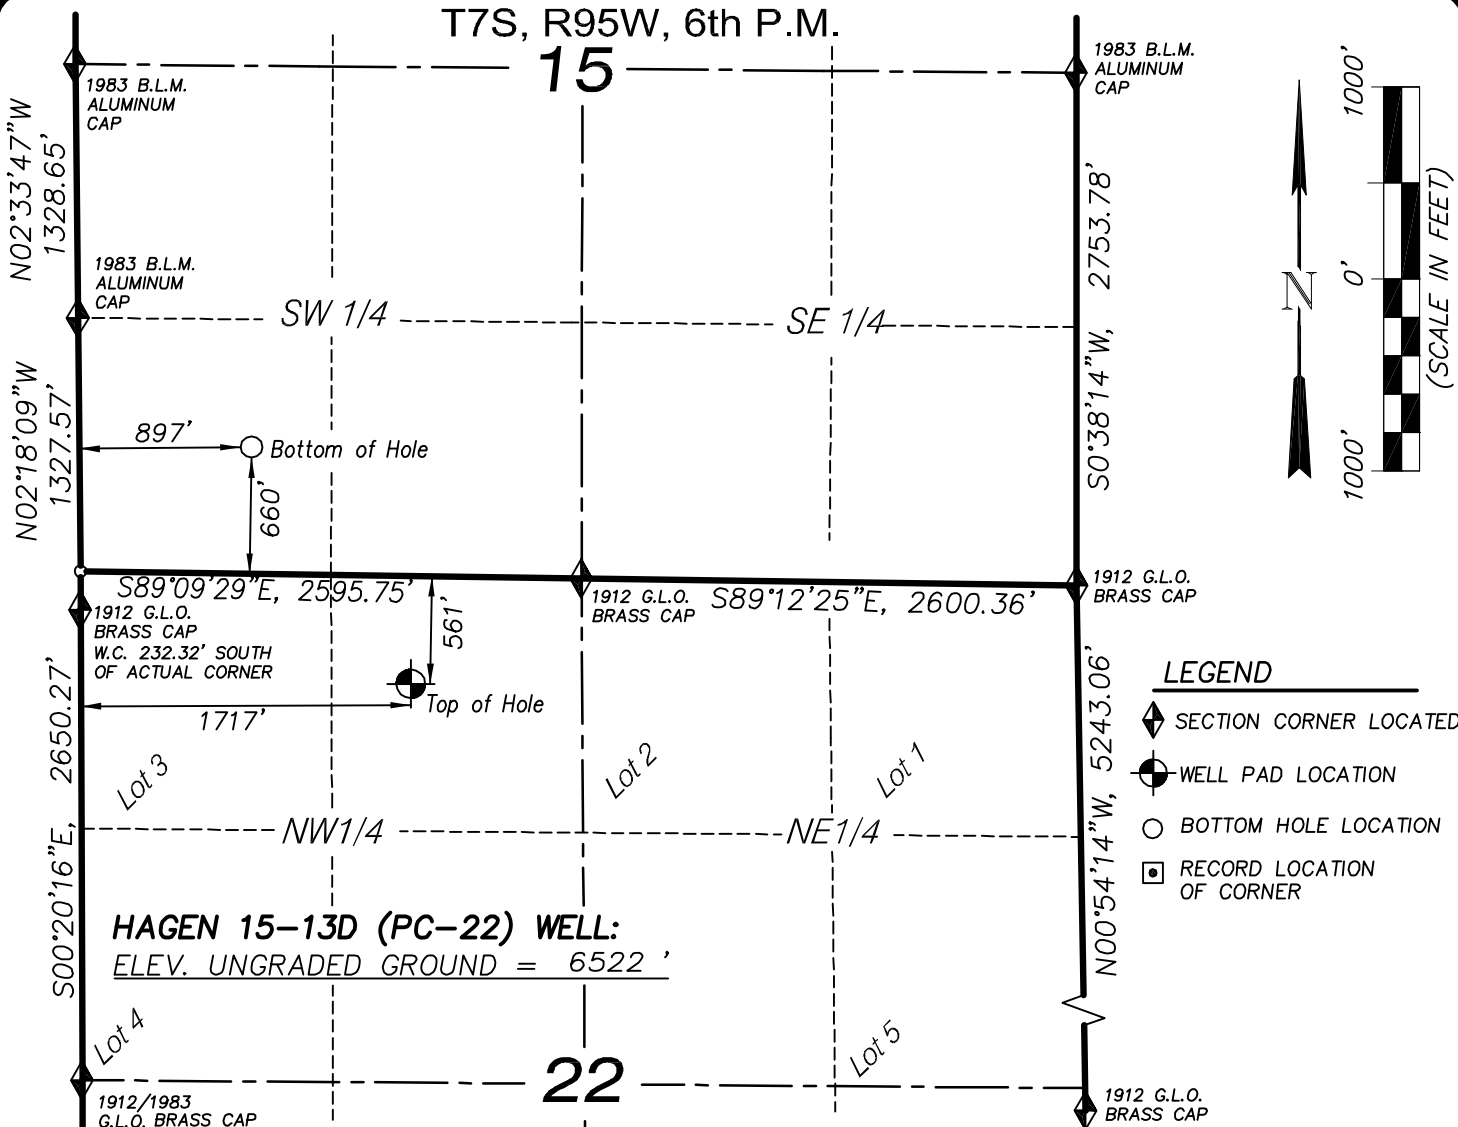 T7S, R95W, 6th P.M.
15
1983 B.L.M.
ALUMINUM
CAP
1983 B.L.M.
ALUMINUM
CAP
N02°33'47"W
1328.65'
1983 B.L.M.
ALUMINUM
CAP
SW 1/4
SE 1/4
S0°38'14"W, 2753.78'
1000'
0'
1000'
(SCALE IN FEET)
N
N02°18'09"W
1327.57'
897'
Bottom of Hole
660'
S89°09'29"E, 2595.75'
S89°12'25"E, 2600.36'
1912 G.L.O.
BRASS CAP
1912 G.L.O.
BRASS CAP
1912 G.L.O.
BRASS CAP
W.C. 232.32' SOUTH
OF ACTUAL CORNER
561'
Top of Hole
1717'
S00°20'16"E, 2650.27'
N00°54'14"W, 5243.06'
Lot 3
Lot 2
Lot 1
NW1/4
NE1/4
LEGEND
SECTION CORNER LOCATED
WELL PAD LOCATION
BOTTOM HOLE LOCATION
RECORD LOCATION
OF CORNER
HAGEN 15-13D (PC-22) WELL:
ELEV. UNGRADED GROUND = 6522 '
Lot 4
Lot 5
22
1912/1983
G.L.O. BRASS CAP
1912 G.L.O.
BRASS CAP